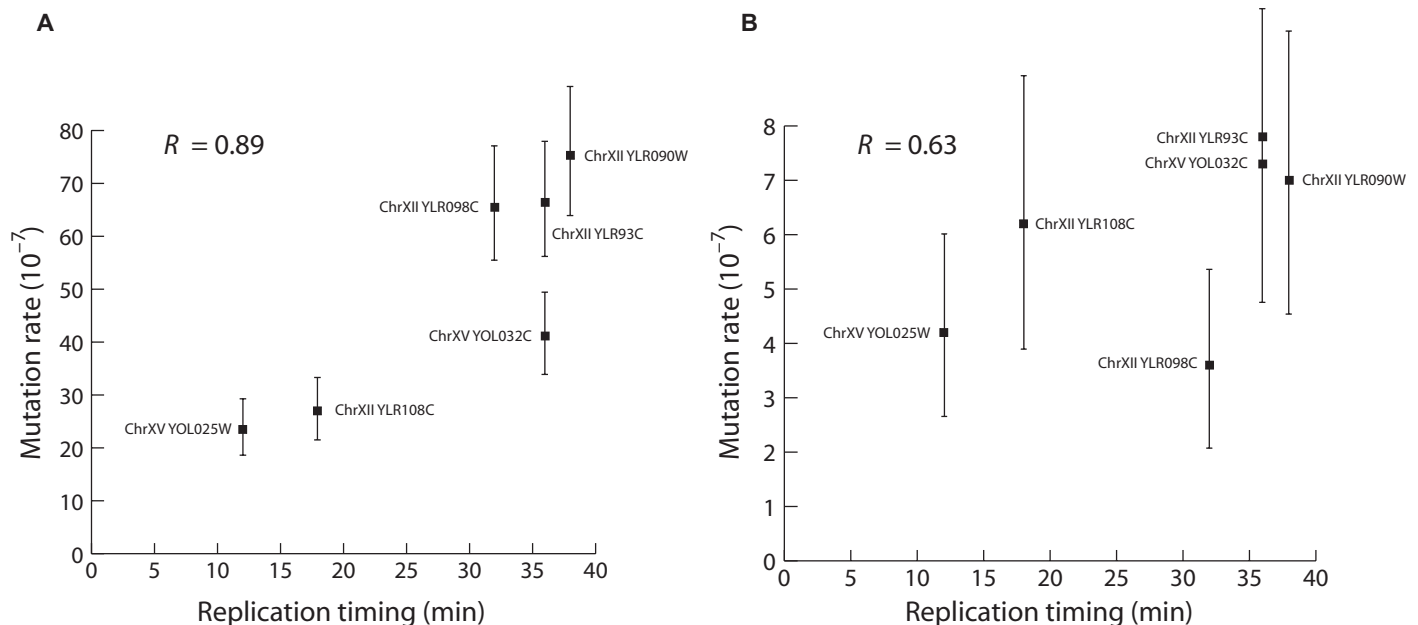 A
R = 0.89
Mutation rate (10⁻⁷)
80
70
60
50
40
30
20
10
0
ChrXII YLR090W
ChrXII YLR098C
ChrXII YLR93C
ChrXV YOL032C
ChrXII YLR108C
ChrXV YOL025W
0 5 10 15 20 25 30 35 40
Replication timing (min)
B
R = 0.63
Mutation rate (10⁻⁷)
8
7
6
5
4
3
2
1
0
ChrXII YLR93C
ChrXV YOL032C
ChrXII YLR090W
ChrXII YLR108C
ChrXV YOL025W
ChrXII YLR098C
0 5 10 15 20 25 30 35 40
Replication timing (min)